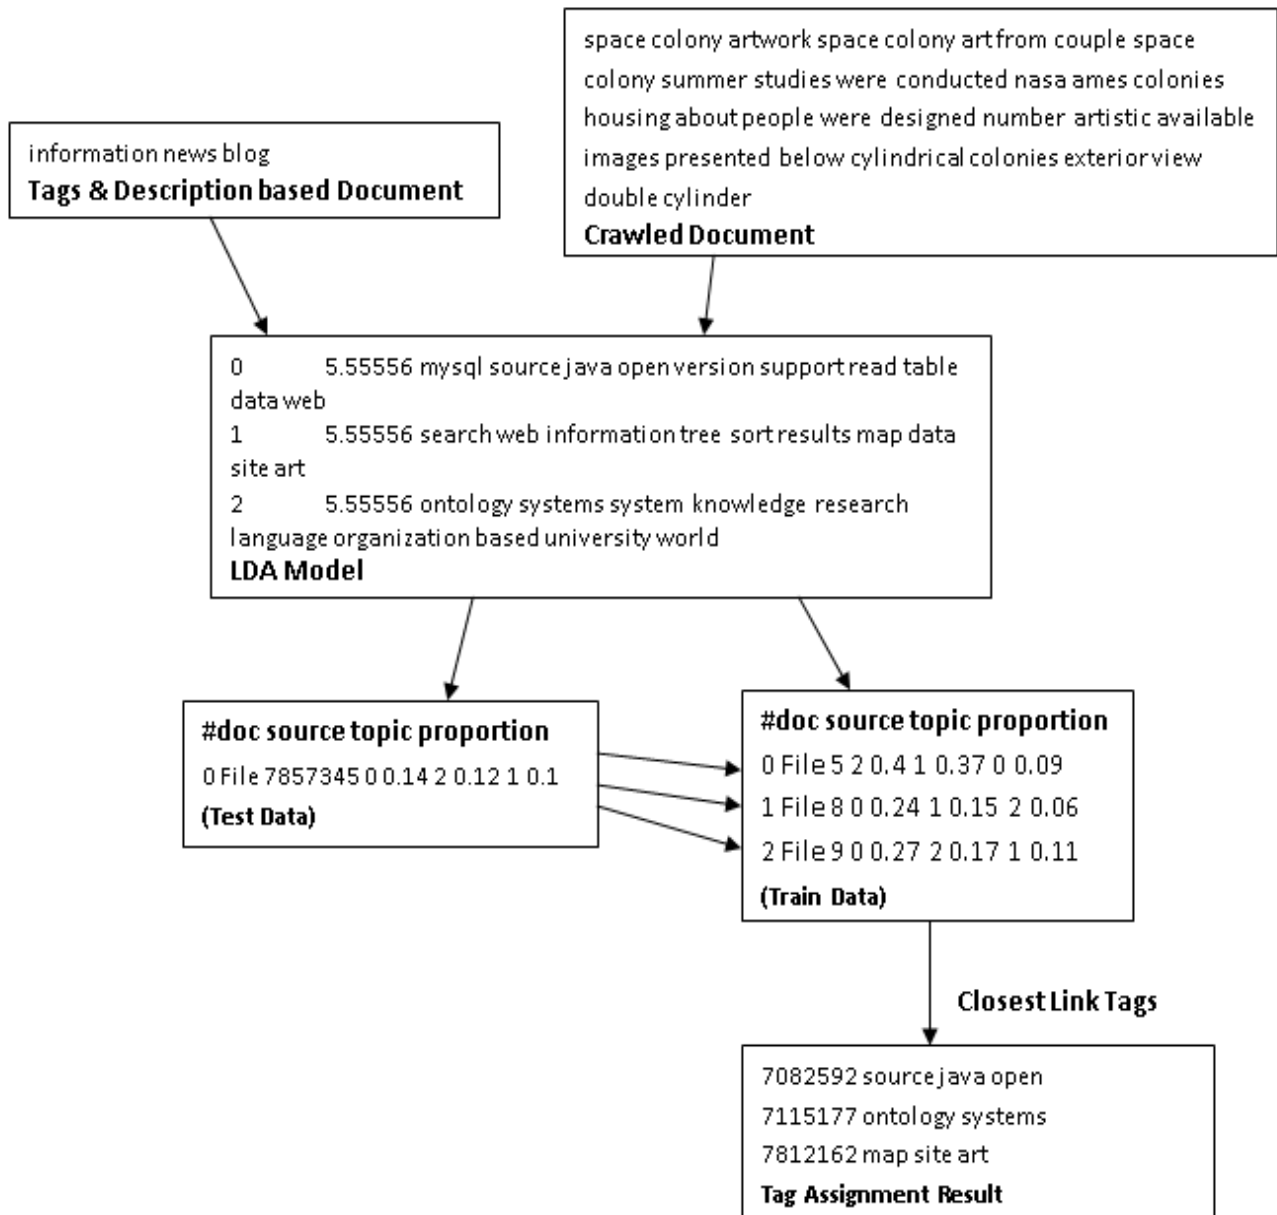 information news blog
Tags & Description based Document
space colony artwork space colony art from couple space
colony summer studies were conducted nasa ames colonies
housing about people were designed number artistic available
images presented below cylindrical colonies exterior view
double cylinder
Crawled Document
0 5.55556 mysql source java open version support read table
data web
1 5.55556 search web information tree sort results map data
site art
2 5.55556 ontology systems system knowledge research
language organization based university world
LDA Model
#doc source topic proportion
0 File 7857345 0 0.14 2 0.12 1 0.1
(Test Data)
#doc source topic proportion
0 File 5 2 0.4 1 0.37 0 0.09
1 File 8 0 0.24 1 0.15 2 0.06
2 File 9 0 0.27 2 0.17 1 0.11
(Train Data)
Closest Link Tags
7082592 source java open
7115177 ontology systems
7812162 map site art
Tag Assignment Result